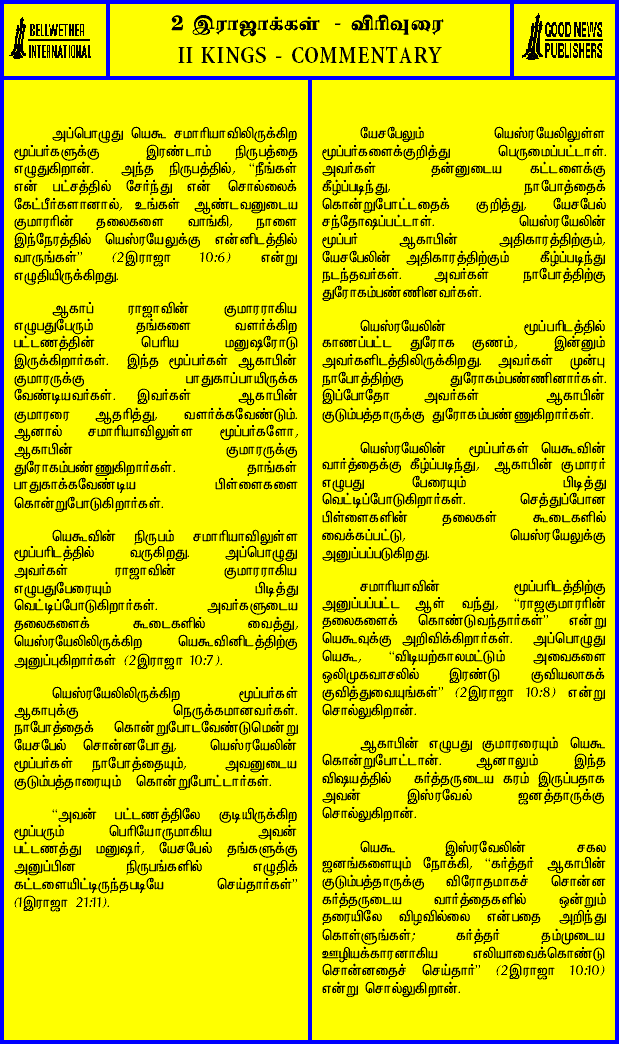 BELLWETHER
INTERNATIONAL
2 இராஜாக்கள் - விரிவுரை
II KINGS - COMMENTARY
GOOD NEWS
PUBLISHERS
அப்பொழுது யெகூ சமாரியாவிலிருக்கிற
மூப்பர்களுக்கு இரண்டாம் நிருபத்தை
எழுதுகிறான். அந்த நிருபத்தில், “நீங்கள்
என் பட்சத்தில் சேர்ந்து என் சொல்லைக்
கேட்பீர்களானால், உங்கள் ஆண்டவனுடைய
குமாரரின் தலைகளை வாங்கி, நாளை
இந்நேரத்தில் யெஸ்ரயேலுக்கு என்னிடத்தில்
வாருங்கள்” (2இராஜா 10:6) என்று
எழுதியிருக்கிறது.
ஆகாப் ராஜாவின் குமாரராகிய
எழுபதுபேரும் தங்களை வளர்க்கிற
பட்டணத்தின் பெரிய மனுஷரோடு
இருக்கிறார்கள். இந்த மூப்பர்கள் ஆகாபின்
குமாரருக்கு பாதுகாப்பாயிருக்க
வேண்டியவர்கள். இவர்கள் ஆகாபின்
குமாரரை ஆதரித்து, வளர்க்கவேண்டும்.
ஆனால் சமாரியாவிலுள்ள மூப்பர்களோ,
ஆகாபின் குமாரருக்கு
துரோகம்பண்ணுகிறார்கள். தாங்கள்
பாதுகாக்கவேண்டிய பிள்ளைகளை
கொன்றுபோடுகிறார்கள்.
யெகூவின் நிருபம் சமாரியாவிலுள்ள
மூப்பரிடத்தில் வருகிறது. அப்பொழுது
அவர்கள் ராஜாவின் குமாரராகிய
எழுபதுபேரையும் பிடித்து
வெட்டிப்போடுகிறார்கள். அவர்களுடைய
தலைகளைக் கூடைகளில் வைத்து,
யெஸ்ரயேலிலிருக்கிற யெகூவினிடத்திற்கு
அனுப்புகிறார்கள் (2இராஜா 10:7).
யெஸ்ரயேலிலிருக்கிற மூப்பர்கள்
ஆகாபுக்கு நெருக்கமானவர்கள்.
நாபோத்தைக் கொன்றுபோடவேண்டுமென்று
யேசபேல் சொன்னபோது, யெஸ்ரயேலின்
மூப்பர்கள் நாபோத்தையும், அவனுடைய
குடும்பத்தாரையும் கொன்றுபோட்டார்கள்.
“அவன் பட்டணத்திலே குடியிருக்கிற
மூப்பரும் பெரியோருமாகிய அவன்
பட்டணத்து மனுஷர், யேசபேல் தங்களுக்கு
அனுப்பின நிருபங்களில் எழுதிக்
கட்டளையிட்டிருந்தபடியே செய்தார்கள்”
(1இராஜா 21:11).
யேசபேலும் யெஸ்ரயேலிலுள்ள
மூப்பர்களைக்குறித்து பெருமைப்பட்டாள்.
அவர்கள் தன்னுடைய கட்டளைக்கு
கீழ்ப்படிந்து, நாபோத்தைக்
கொன்றுபோட்டதைக் குறித்து, யேசபேல்
சந்தோஷப்பட்டாள். யெஸ்ரயேலின்
மூப்பர் ஆகாபின் அதிகாரத்திற்கும்,
யேசபேலின் அதிகாரத்திற்கும் கீழ்ப்படிந்து
நடந்தவர்கள். அவர்கள் நாபோத்திற்கு
துரோகம்பண்ணினவர்கள்.
யெஸ்ரயேலின் மூப்பரிடத்தில்
காணப்பட்ட துரோக குணம், இன்னும்
அவர்களிடத்திலிருக்கிறது. அவர்கள் முன்பு
நாபோத்திற்கு துரோகம்பண்ணினார்கள்.
இப்போதோ அவர்கள் ஆகாபின்
குடும்பத்தாருக்கு துரோகம்பண்ணுகிறார்கள்.
யெஸ்ரயேலின் மூப்பர்கள் யெகூவின்
வார்த்தைக்கு கீழ்ப்படிந்து, ஆகாபின் குமாரர்
எழுபது பேரையும் பிடித்து
வெட்டிப்போடுகிறார்கள். செத்துப்போன
பிள்ளைகளின் தலைகள் கூடைகளில்
வைக்கப்பட்டு, யெஸ்ரயேலுக்கு
அனுப்பப்படுகிறது.
சமாரியாவின் மூப்பரிடத்திற்கு
அனுப்பப்பட்ட ஆள் வந்து, “ராஜகுமாரரின்
தலைகளைக் கொண்டுவந்தார்கள்” என்று
யெகூவுக்கு அறிவிக்கிறார்கள். அப்பொழுது
யெகூ, “விடியற்காலமட்டும் அவைகளை
ஒலிமுகவாசலில் இரண்டு குவியலாகக்
குவித்துவையுங்கள்” (2இராஜா 10:8) என்று
சொல்லுகிறான்.
ஆகாபின் எழுபது குமாரரையும் யெகூ
கொன்றுபோட்டான். ஆனாலும் இந்த
விஷயத்தில் கர்த்தருடைய கரம் இருப்பதாக
அவன் இஸ்ரவேல் ஜனத்தாருக்கு
சொல்லுகிறான்.
யெகூ இஸ்ரவேலின் சகல
ஜனங்களையும் நோக்கி, “கர்த்தர் ஆகாபின்
குடும்பத்தாருக்கு விரோதமாகச் சொன்ன
கர்த்தருடைய வார்த்தைகளில் ஒன்றும்
தரையிலே விழவில்லை என்பதை அறிந்து
கொள்ளுங்கள்; கர்த்தர் தம்முடைய
ஊழியக்காரனாகிய எலியாவைக்கொண்டு
சொன்னதைச் செய்தார்” (2இராஜா 10:10)
என்று சொல்லுகிறான்.